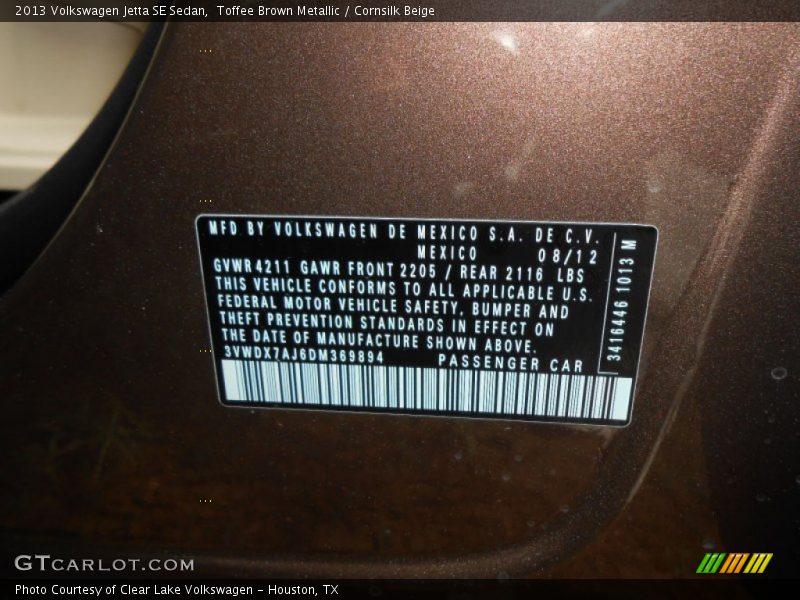 2013 Volkswagen Jetta SE Sedan,  Toffee Brown Metallic / Cornsilk Beige
MFD BY VOLKSWAGEN DE MEXICO S.A. DE C.V.
MEXICO 08/12
GVWR 4211 GAWR FRONT 2205 / REAR 2116 LBS
THIS VEHICLE CONFORMS TO ALL APPLICABLE U.S.
FEDERAL MOTOR VEHICLE SAFETY, BUMPER AND
THEFT PREVENTION STANDARDS IN EFFECT ON
THE DATE OF MANUFACTURE SHOWN ABOVE.
3VWDX7AJ6DM369894 PASSENGER CAR
3416446 1013 M
GTCARLOT.COM
Photo Courtesy of Clear Lake Volkswagen - Houston, TX